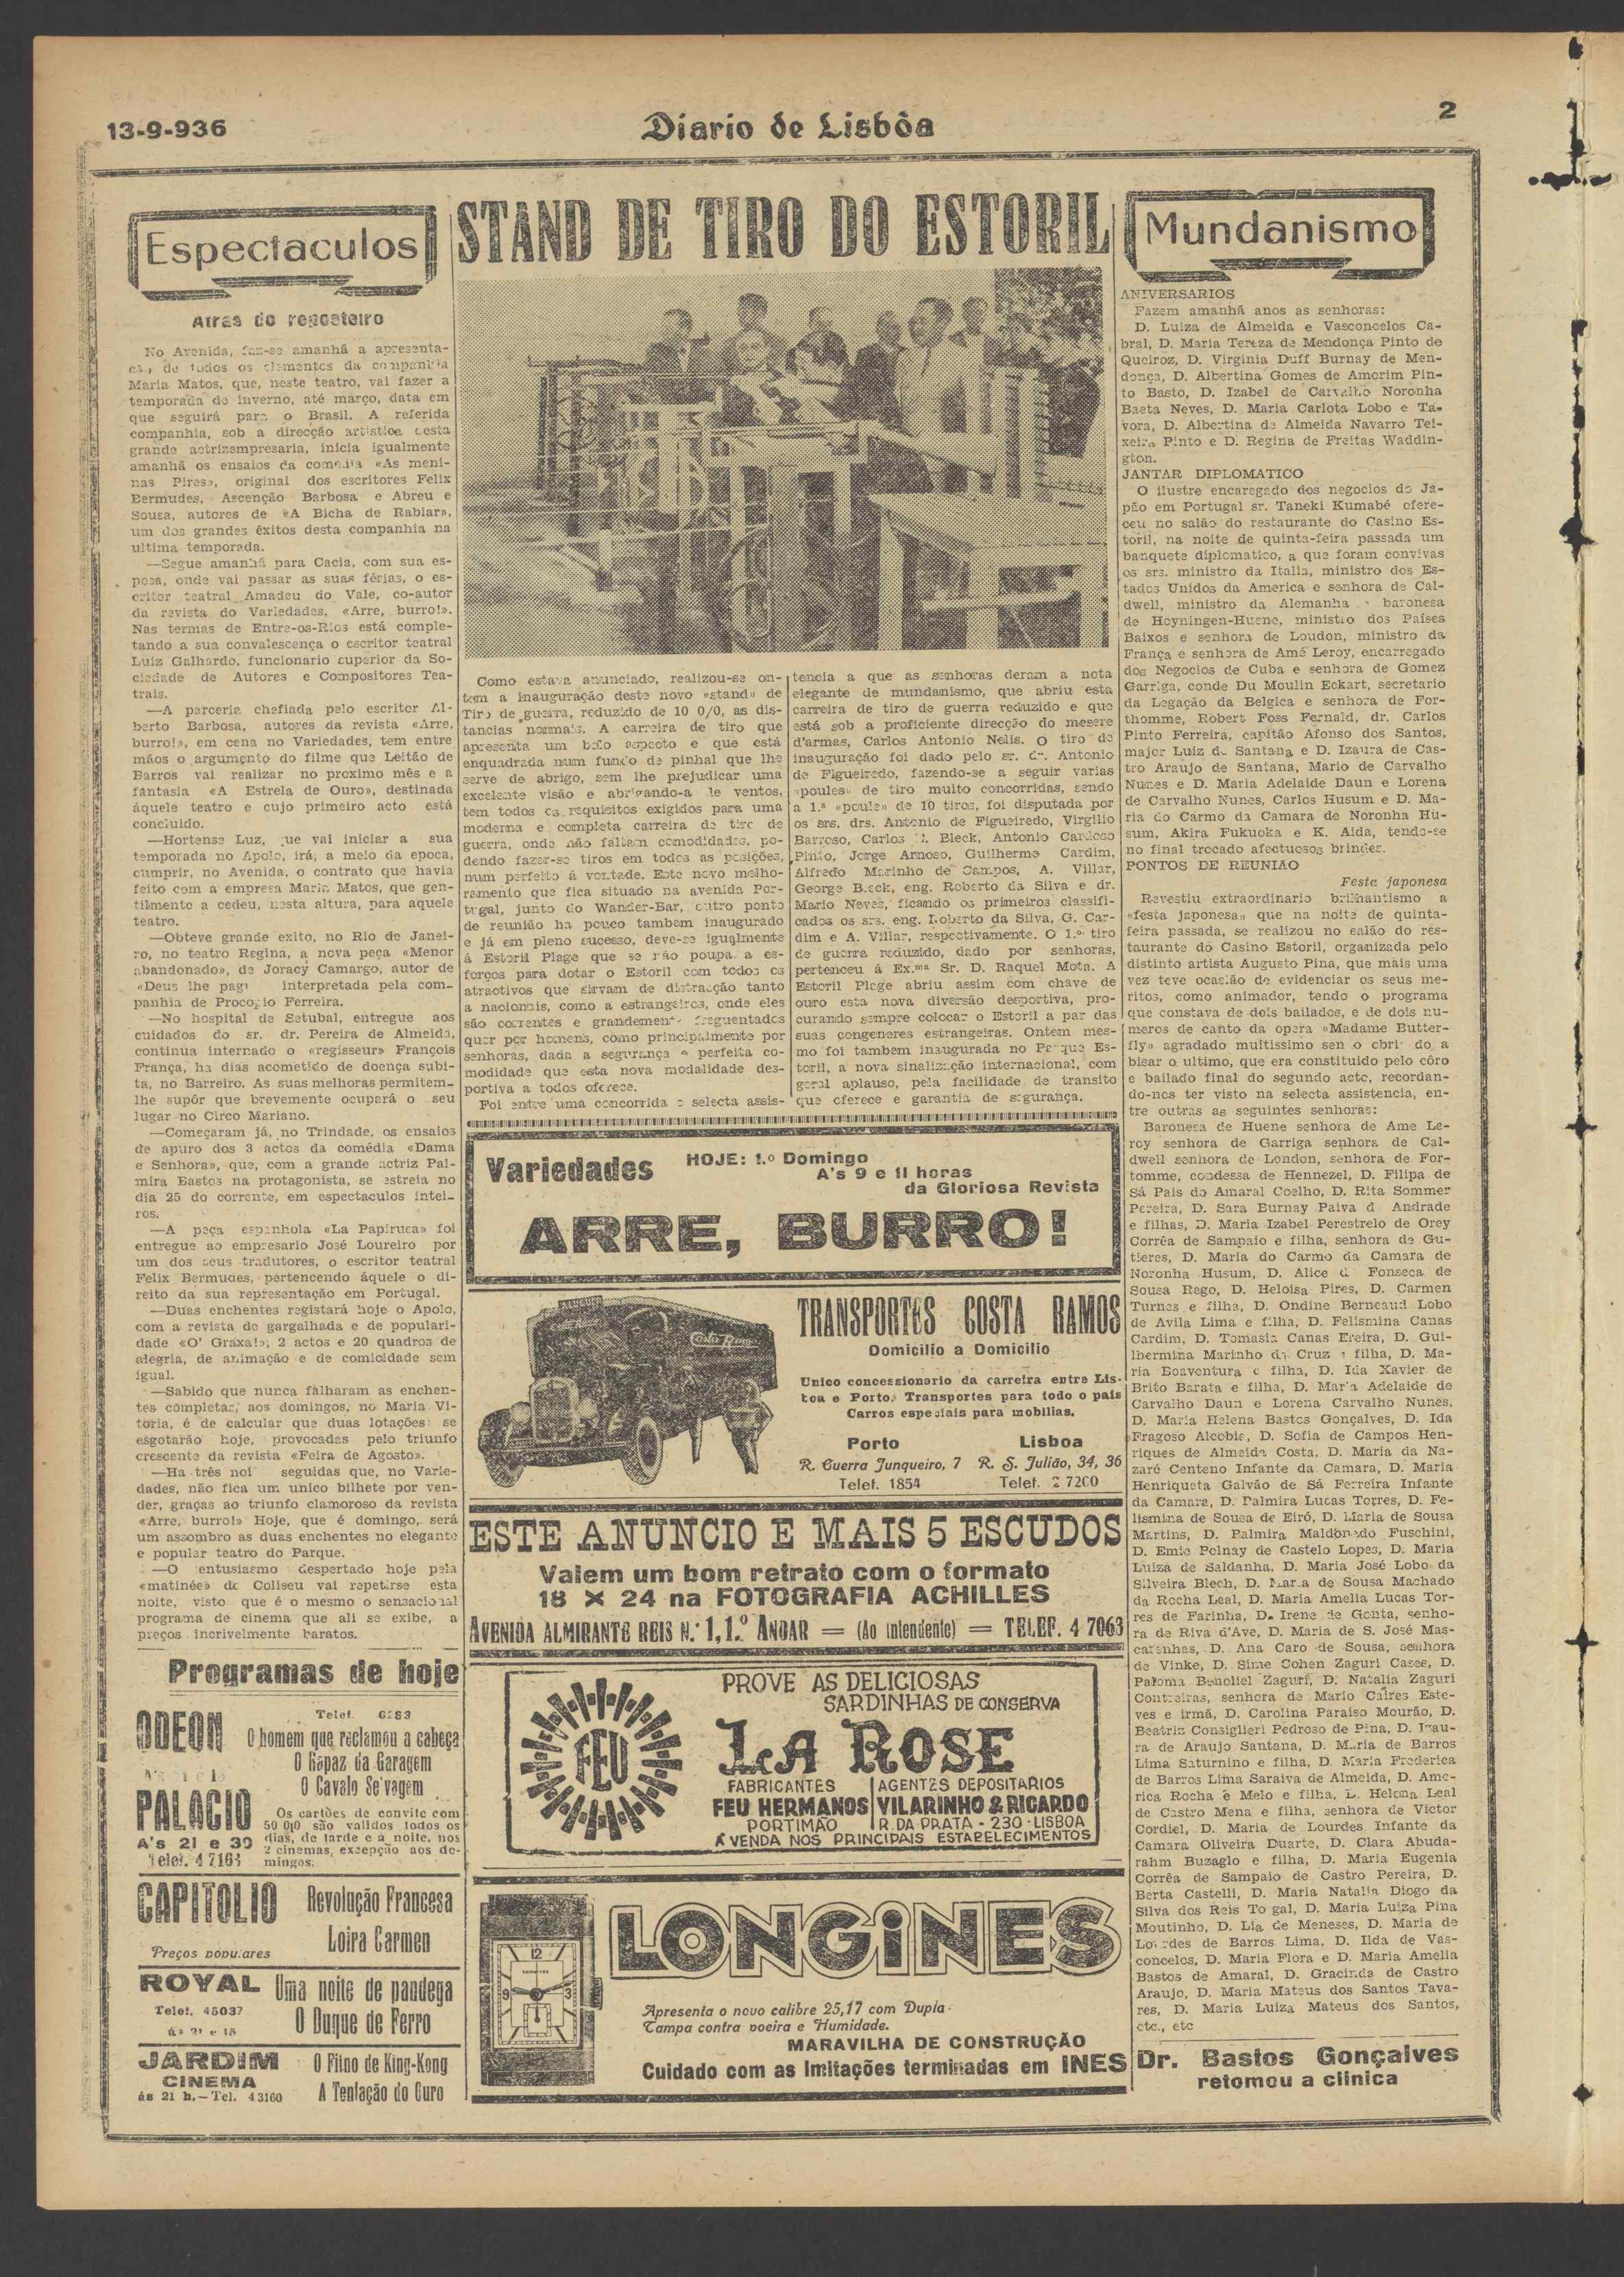 13-9-936
Diario de Lisbôa
2
Espectaculos
Atras do reposteiro
No Avenida, faz-se amanhã a apresenta-
de todos os elementos da companhia
Maria Matos, que, neste teatro, vai fazer a
temporada de inverno, até março, data em
que seguirá para o Brasil. A referida
companhia, sob a direcção artistica desta
grande actrizempresaria, inicia igualmente
amanhã os ensaios da comedia «As meni-
nas Pires», original dos escritores Felix
Bermudes, Ascenção Barbosa e Abreu e
Sousa, autores de «A Bicha de Rabiar»,
um dos grandes êxitos desta companhia na
ultima temporada.
—Segue amanhã para Cacia, com sua es-
posa, onde vai passar as suas férias, o es-
critor teatral Amadeu do Vale, co-autor
da revista do Variedades, «Arre, burro!».
Nas termas de Entre-os-Rios está comple-
tando a sua convalescença o escritor teatral
Luiz Galhardo, funcionario superior da So-
ciedade de Autores e Compositores Tea-
trais.
—A parceria chefiada pelo escritor Al-
berto Barbosa, autores da revista «Arre,
burro!», em cena no Variedades, tem entre
mãos o argumento do filme que Leitão de
Barros vai realizar no proximo mês e a
fantasia «A Estrela de Ouro», destinada
áquele teatro e cujo primeiro acto está
concluido.
—Hortense Luz, que vai iniciar a sua
temporada no Apolo, irá, a meio da epoca,
cumprir, no Avenida, o contrato que havia
feito com a empresa Maria Matos, que gen-
tilmente a cedeu, nesta altura, para aquele
teatro.
—Obteve grande exito, no Rio de Janei-
ro, no teatro Regina, a nova peça «Menor
abandonado», de Joracy Camargo, autor de
«Deus lhe interpretada pela com-
panhia de Procopio Ferreira.
—No hospital de Setubal, entregue aos
cuidados do sr. dr. Pereira de Almeida,
continua internado o «regisseur» François
França, ha dias acometido de doença subi-
ta, no Barreiro. As suas melhoras permitem-
lhe supôr que brevemente ocupará o seu
lugar no Circo Mariano.
—Começaram já, no Trindade, os ensaios
de apuro dos 3 actos da comédia «Dama
e Senhora», que, com a grande actriz Pal-
mira Bastos na protagonista, se estreia no
dia 25 do corrente, em espectaculos intei-
ros.
—A peça espanhola «La Papirusa» foi
entregue ao empresario José Loureiro por
um dos seus tradutores, o escritor teatral
Felix Bermudes, pertencendo áquele o di-
reito da sua representação em Portugal.
—Duas enchentes registará hoje o Apolo,
com a revista de gargalhada e de populari-
dade «O' Graxa!», 2 actos e 20 quadros de
alegria, de animação e de comicidade sem
igual.
—Sabido que nunca falharam as enchen-
tes completas, aos domingos, no Maria Vi-
toria, é de calcular que duas lotações se
esgotarão hoje, provocadas pelo triunfo
crescente da revista «Feira de Agosto».
—Ha três seguidas que, no Varie-
dades, não fica um unico bilhete por ven-
der, graças ao triunfo clamoroso da revista
«Arre, burro!» Hoje, que é domingo, será
um assombro as duas enchentes no elegante
e popular teatro do Parque.
—O entusiasmo despertado hoje pela
«matinée» do Coliseu vai repetirse esta
noite, visto que é o mesmo o sensacional
programa de cinema que ali se exibe, a
preços incrivelmente baratos.
Programas de hoje
ODEON
Telef.
O homem que reclamou a cabeça
O Rapaz da Garagem
O Cavalo Selvagem
PALACIO
A's 21 e 30
Telef. 4 7163
Os cartões de convite com
50 0|0 são validos todos os
dias, de tarde e á noite, nos
2 cinemas, excepção aos do-
mingos.
CAPITOLIO
Preços populares
Revolução Francesa
Loira Carmen
ROYAL
Telef. 45037
Uma noite de pandega
O Duque de Ferro
JARDIM
CINEMA
ás 21 h.—Tel. 43160
O Filho de King-Kong
A Tentação do Ouro
STAND DE TIRO DO ESTORIL
Como estava anunciado, realizou-se on-
tem a inauguração deste novo «stand» de
Tiro de guerra, reduzido de 10 0/0, as dis-
tancias normais. A carreira de tiro que
apresenta um belo aspecto e que está
enquadrada num fundo de pinhal que lhe
serve de abrigo, sem lhe prejudicar uma
excelente visão e abrigando-a de ventos,
tem todos os requisitos exigidos para uma
moderna e completa carreira de tiro de
guerra, onde não faltam comodidades, po-
dendo fazer-se tiros em todas as posições,
num perfeito á vontade. Este novo melho-
ramento que fica situado na avenida Por-
tugal, junto do Wander-Bar, outro ponto
de reunião ha pouco tambem inaugurado
e já em pleno sucesso, deve-se igualmente
á Estoril Plage que se não poupa a es-
forços para dotar o Estoril com todos os
atractivos que sirvam de distracção tanto
a nacionais, como a estrangeiros, onde eles
são correntes e grandemente freguentados
quer por homens, como principalmente por
senhoras, dada a segurança e perfeita co-
modidade que esta nova modalidade des-
portiva a todos oferece.
Foi entre uma concorrida e selecta assis-
tencia a que as senhoras deram a nota
elegante de mundanismo, que abriu esta
carreira de tiro de guerra reduzido e que
está sob a proficiente direcção do mesere
d'armas, Carlos Antonio Nelis. O tiro de
inauguração foi dado pelo sr. dr. Antonio
de Figueiredo, fazendo-se a seguir varias
«poules» de tiro muito concorridas, sendo
a 1.ª «poule» de 10 tiros, foi disputada por
os srs. drs. Antonio de Figueiredo, Virgilio
Barroso, Carlos Bleck, Antonio Cardoso
Pinto, Jorge Arnoso, Guilherme Cardim,
Alfredo Marinho de Campos, A. Villar,
George Bleck, eng. Roberto da Silva e dr.
Mario Neves, ficando os primeiros classifi-
cados os srs. eng. Roberto da Silva, G. Car-
dim e A. Villar, respectivamente. O 1.º tiro
de guerra reduzido, dado por senhoras,
pertenceu á Ex.ma Sr. D. Raquel Mota. A
Estoril Plage abriu assim com chave de
ouro esta nova diversão desportiva, pro-
curando sempre colocar o Estoril a par das
suas congeneres estrangeiras. Ontem mes-
mo foi tambem inaugurada no Parque Es-
toril, a nova sinalização internacional, com
geral aplauso, pela facilidade de transito
que oferece e garantia de segurança.
Variedades
HOJE: 1.º Domingo
A's 9 e 11 horas
da Gloriosa Revista
ARRE, BURRO!
Costa Ramos
TRANSPORTES COSTA RAMOS
Domicilio a Domicilio
Unico concessionario da carreira entre Lis-
boa e Porto. Transportes para todo o país
Carros especiais para mobilias.
Porto Lisboa
R. Guerra Junqueiro, 7 R. S. Julião, 34, 36
Telef. 1854 Telef. 2 7200
ESTE ANUNCIO E MAIS 5 ESCUDOS
Valem um bom retrato com o formato
18 X 24 na FOTOGRAFIA ACHILLES
AVENIDA ALMIRANTE REIS N.º 1, 1.º ANDAR = (Ao Intendente) = TELEF. 4 7063
FEU
PROVE AS DELICIOSAS
SARDINHAS DE CONSERVA
LA ROSE
FABRICANTES
FEU HERMANOS
PORTIMÃO
AGENTES DEPOSITARIOS
VILARINHO & RICARDO
R. DA PRATA - 230 - LISBOA
Á VENDA NOS PRINCIPAIS ESTABELECIMENTOS
LONGINES
12
9
3
Apresenta o novo calibre 25,17 com Dupla
Tampa contra poeira e Humidade.
MARAVILHA DE CONSTRUÇÃO
Cuidado com as Imitações terminadas em INES
Mundanismo
ANIVERSARIOS
Fazem amanhã anos as senhoras:
D. Luiza de Almeida e Vasconcelos Ca-
bral, D. Maria Tereza de Mendonça Pinto de
Queiroz, D. Virginia Duff Burnay de Men-
donça, D. Albertina Gomes de Amorim Pin-
to Basto, D. Izabel de Carvalho Noronha
Baeta Neves, D. Maria Carlota Lobo e Ta-
vora, D. Albertina de Almeida Navarro Tei-
xeira Pinto e D. Regina de Freitas Waddin-
gton.
JANTAR DIPLOMATICO
O ilustre encaregado dos negocios do Ja-
pão em Portugal sr. Taneki Kumabé ofere-
ceu no salão do restaurante do Casino Es-
toril, na noite de quinta-feira passada um
banquete diplomatico, a que foram convivas
os srs. ministro da Italia, ministro dos Es-
tados Unidos da America e senhora de Cal-
dwell, ministro da Alemanha baronesa
de Hoyningen-Huene, ministro dos Países
Baixos e senhora de Loudon, ministro da
França e senhora de Amé Leroy, encarregado
dos Negocios de Cuba e senhora de Gomez
Garriga, conde Du Moulin Eckart, secretario
da Legação da Belgica e senhora de For-
thomme, Robert Foss Fernald, dr. Carlos
Pinto Ferreira, capitão Afonso dos Santos,
major Luiz de Santana e D. Izaura de Cas-
tro Araujo de Santana, Mario de Carvalho
Nunes e D. Maria Adelaide Daun e Lorena
de Carvalho Nunes, Carlos Husum e D. Ma-
ria do Carmo da Camara de Noronha Hu-
sum, Akira Fukuoka e K. Aida, tendo-se
no final trocado afectuosos brindes.
PONTOS DE REUNIAO
Festa japonesa
Revestiu extraordinario brilhantismo a
«festa japonesa» que na noite de quinta-
feira passada, se realizou no salão do res-
taurante do Casino Estoril, organizada pelo
distinto artista Augusto Pina, que mais uma
vez teve ocasião de evidenciar os seus me-
ritos, como animador, tendo o programa
que constava de dois bailados, e de dois nu-
meros de canto da opera «Madame Butter-
fly» agradado multissimo a
bisar o ultimo, que era constituido pelo côro
e bailado final do segundo acto, recordan-
do-nos ter visto na selecta assistencia, en-
tre outras as seguintes senhoras:
Baronesa de Huene senhora de Ame Le-
roy senhora de Garriga senhora de Cal-
dwell senhora de London, senhora de For-
tomme, condessa de Hennezel, D. Filipa de
Sá Pais do Amaral Coelho, D. Rita Sommer
Pereira, D. Sara Burnay Paiva d Andrade
e filhas, D. Maria Izabel Perestrelo de Orey
Corrêa de Sampaio e filha, senhora de Gu-
tieres, D. Maria do Carmo da Camara de
Noronha Husum, D. Alice d Fonseca de
Sousa Rego, D. Heloisa Pires, D. Carmen
Turnes e filha, D. Ondine Berneaud Lobo
de Avila Lima e filha, D. Felismina Canas
Cardim, D. Tomasia Canas Ereira, D. Gui-
lhermina Marinho da Cruz e filha, D. Ma-
ria Boaventura e filha, D. Ida Xavier de
Brito Barata e filha, D. Maria Adelaide de
Carvalho Daun e Lorena Carvalho Nunes,
D. Maria Helena Bastos Gonçalves, D. Ida
Fragoso Alcobia, D. Sofia de Campos Hen-
riques de Almeida Costa, D. Maria da Na-
zaré Centeno Infante da Camara, D. Maria
Henriqueta Galvão de Sá Ferreira Infante
da Camara, D. Palmira Lucas Torres, D. Fe-
lismina de Sousa de Eiró, D. Maria de Sousa
Martins, D. Palmira Maldonado Fuschini,
D. Emie Polnay de Castelo Lopes, D. Maria
Luiza de Saldanha, D. Maria José Lobo da
Silveira Blech, D. Maria de Sousa Machado
da Rocha Leal, D. Maria Amelia Lucas Tor-
res de Farinha, D. Irene de Gonta, senho-
ra de Riva d'Ave, D. Maria de S. José Mas-
carenhas, D. Ana Caro de Sousa, senhora
de Vinke, D. Sime Cohen Zaguri Cases, D.
Paloma Benoliel Zaguri, D. Natalia Zaguri
Contreiras, senhora de Mario Caires Este-
ves e irmã, D. Carolina Paraiso Mourão, D.
Beatriz Consiglieri Pedroso de Pina, D. Izau-
ra de Araujo Santana, D. Maria de Barros
Lima Saturnino e filha, D. Maria Frederica
de Barros Lima Saraiva de Almeida, D. Ame-
rica Rocha e Melo e filha, D. Helena Leal
de Castro Mena e filha, senhora de Victor
Cordiel, D. Maria de Lourdes Infante da
Camara Oliveira Duarte, D. Clara Abuda-
rahm Buzaglo e filha, D. Maria Eugenia
Corrêa de Sampaio de Castro Pereira, D.
Berta Castelli, D. Maria Natalia Diogo da
Silva dos Reis gal, D. Maria Luiza Pina
Moutinho, D. Lia de Meneses, D. Maria de
Lourdes de Barros Lima, D. Ilda de Vas-
concelos, D. Maria Flora e D. Maria Amelia
Bastos de Amaral, D. Gracinda de Castro
Araujo, D. Maria Mateus dos Santos Tava-
res, D. Maria Luiza Mateus dos Santos,
etc., etc
Dr. Bastos Gonçalves
retomou a clinica